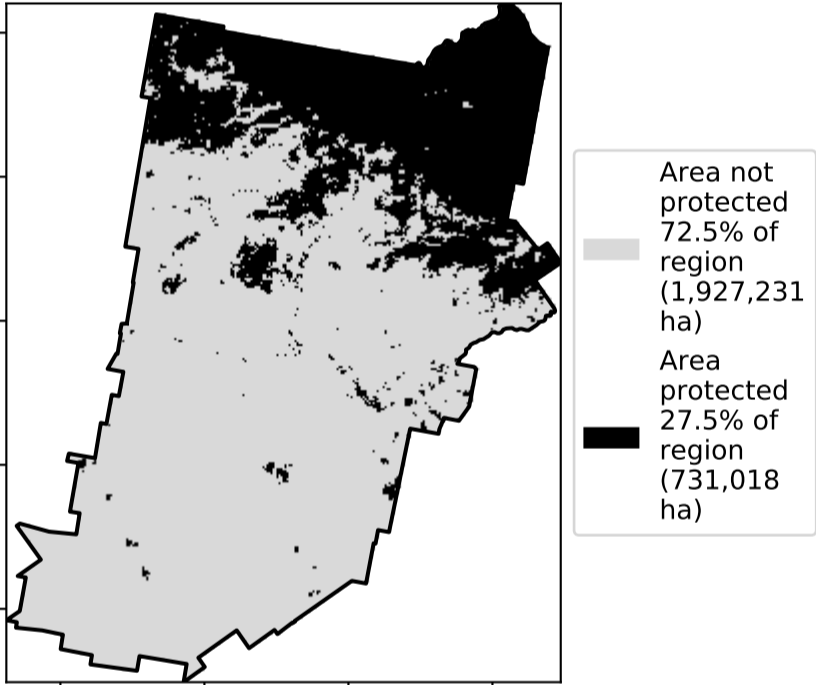 Area not
protected
72.5% of
region
(1,927,231
ha)
Area
protected
27.5% of
region
(731,018
ha)